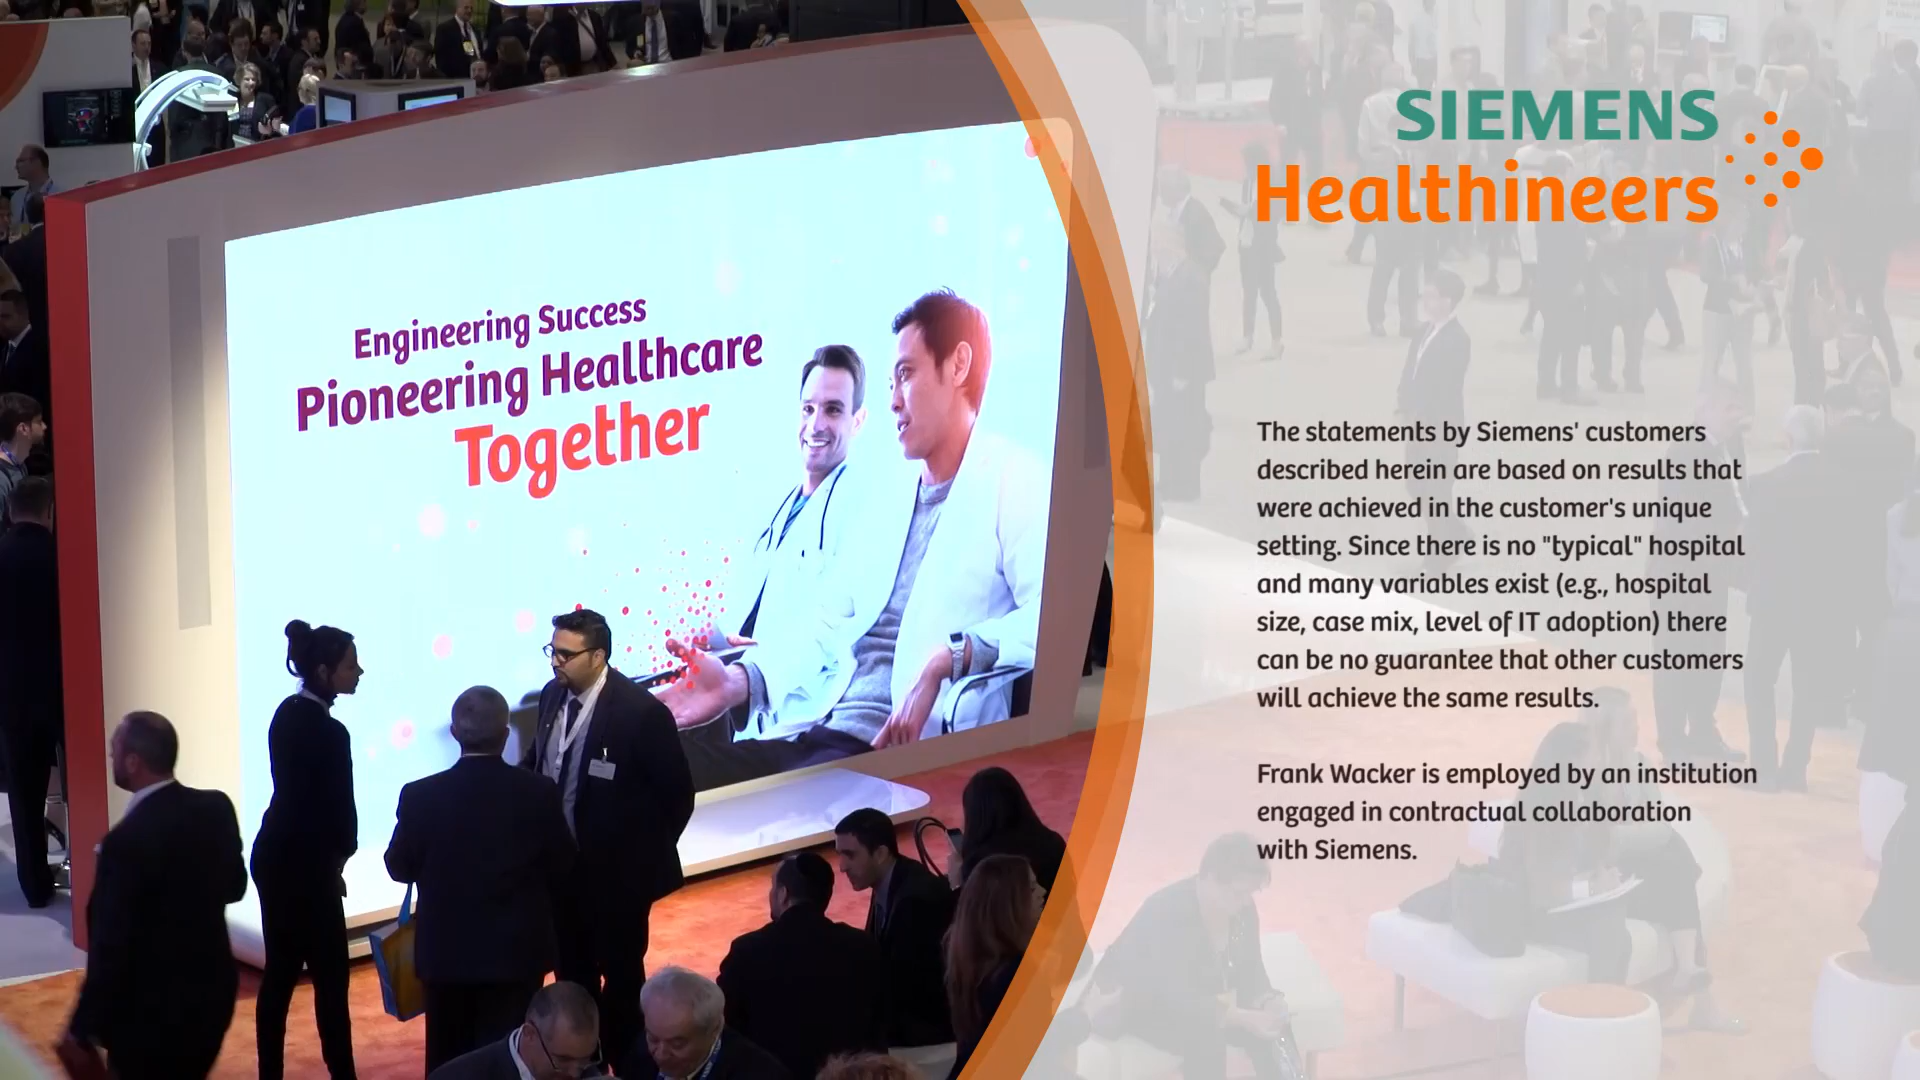 Engineering Success
Pioneering Healthcare
Together
SIEMENS
Healthineers
The statements by Siemens' customers
described herein are based on results that
were achieved in the customer's unique
setting. Since there is no "typical" hospital
and many variables exist (e.g., hospital
size, case mix, level of IT adoption) there
can be no guarantee that other customers
will achieve the same results.
Frank Wacker is employed by an institution
engaged in contractual collaboration
with Siemens.